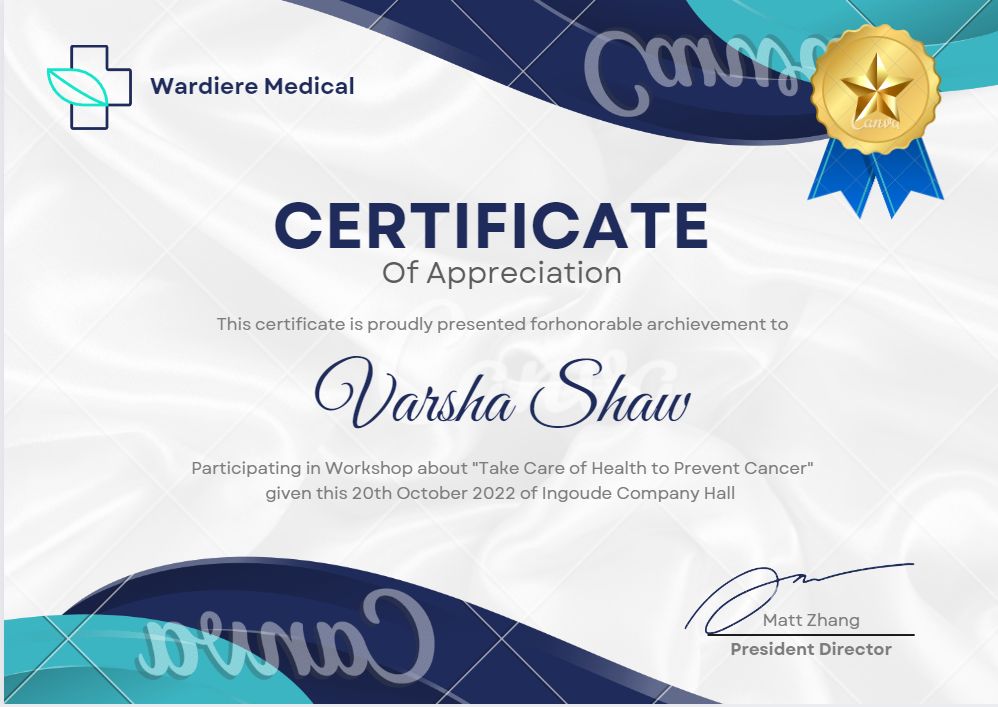 Canva
Wardiere Medical
Canva
CERTIFICATE
Of Appreciation
This certificate is proudly presented forhonorable archievement to
Canva
Varsha Shaw
Participating in Workshop about "Take Care of Health to Prevent Cancer"
given this 20th October 2022 of Ingoude Company Hall
Matt Zhang
President Director
Canva